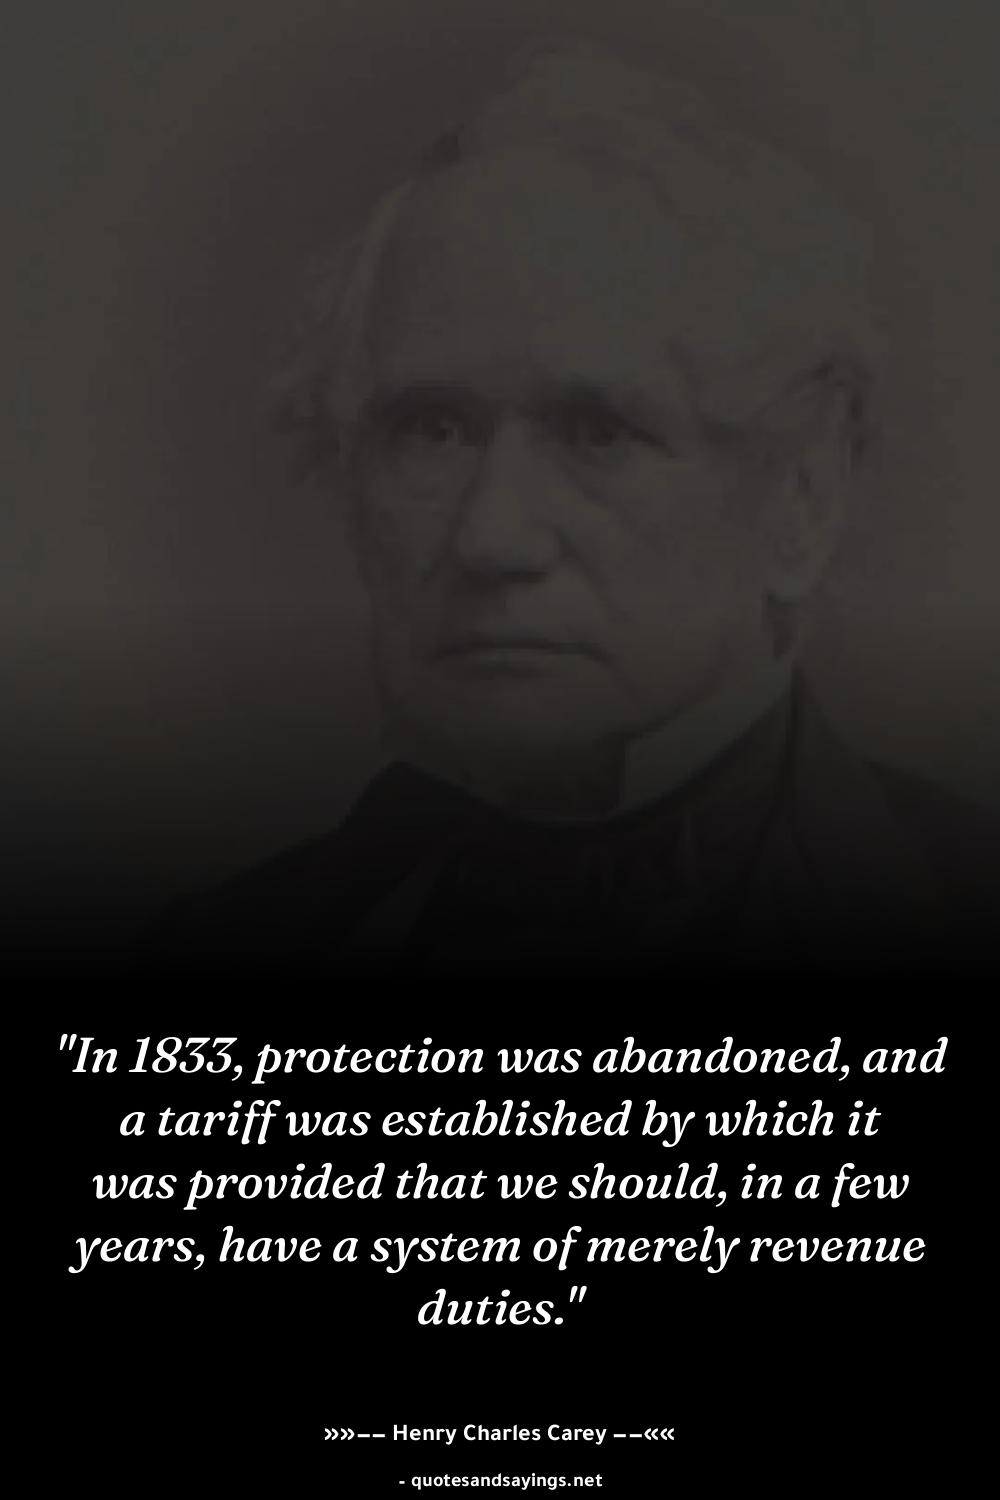 "In 1833, protection was abandoned, and
a tariff was established by which it
was provided that we should, in a few
years, have a system of merely revenue
duties."
»»–– Henry Charles Carey ––««
- quotesandsayings.net